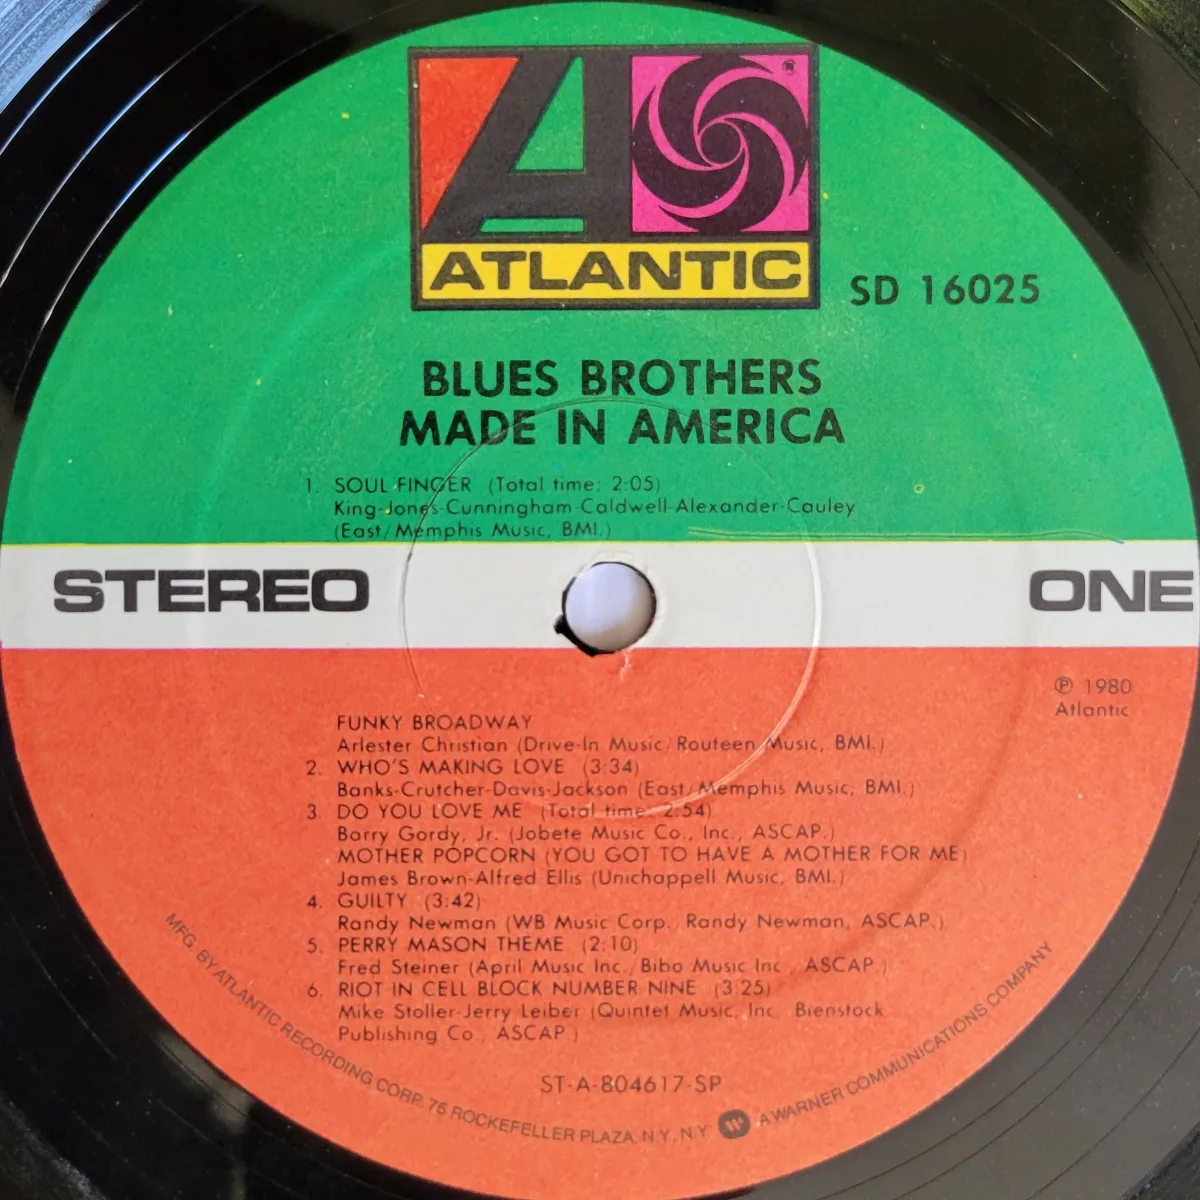 ATLANTIC
SD 16025
BLUES BROTHERS
MADE IN AMERICA
1. SOUL FINGER (Total time: 2:05)
King-Jones-Cunningham-Caldwell-Alexander-Cauley
(East/Memphis Music, BMI.)
STEREO
ONE
℗ 1980
Atlantic
FUNKY BROADWAY
Arlester Christian (Drive-In Music/Routeen Music, BMI.)
2. WHO'S MAKING LOVE (3:34)
Banks-Crutcher-Davis-Jackson (East/Memphis Music, BMI.)
3. DO YOU LOVE ME (Total time: 2:54)
Barry Gordy, Jr. (Jobete Music Co., Inc., ASCAP.)
MOTHER POPCORN (YOU GOT TO HAVE A MOTHER FOR ME)
James Brown-Alfred Ellis (Unichappell Music, BMI.)
4. GUILTY (3:42)
Randy Newman (WB Music Corp./Randy Newman, ASCAP.)
5. PERRY MASON THEME (2:10)
Fred Steiner (April Music Inc./Bibo Music Inc., ASCAP.)
6. RIOT IN CELL BLOCK NUMBER NINE (3:25)
Mike Stoller-Jerry Leiber (Quintet Music, Inc./Bienstock
Publishing Co., ASCAP.)
ST-A-804617-SP
MFG. BY ATLANTIC RECORDING CORP. 75 ROCKEFELLER PLAZA, N.Y., N.Y. A WARNER COMMUNICATIONS COMPANY